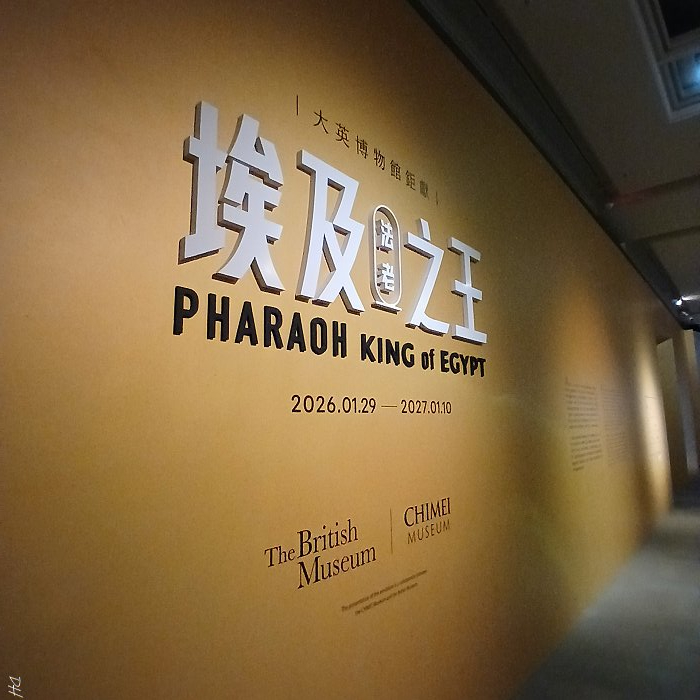 大英博物館鉅獻
埃及法老之王
PHARAOH KING of EGYPT
2026.01.29 — 2027.01.10
The British Museum
CHIMEI MUSEUM